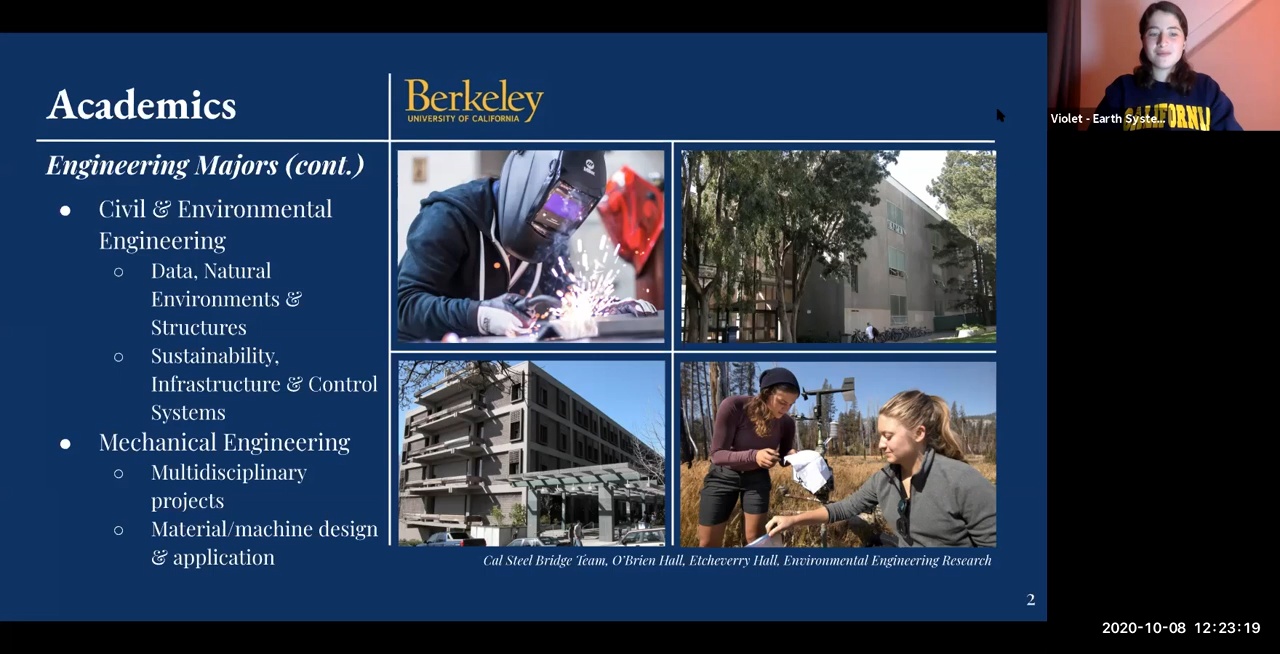 Academics
Berkeley
UNIVERSITY OF CALIFORNIA
Engineering Majors (cont.)
● Civil & Environmental
Engineering
○ Data, Natural
Environments &
Structures
○ Sustainability,
Infrastructure & Control
Systems
● Mechanical Engineering
○ Multidisciplinary
projects
○ Material/machine design
& application
Cal Steel Bridge Team, O'Brien Hall, Etcheverry Hall, Environmental Engineering Research
2
CALIFORNIA
Violet - Earth Syste...
2020-10-08 12:23:19